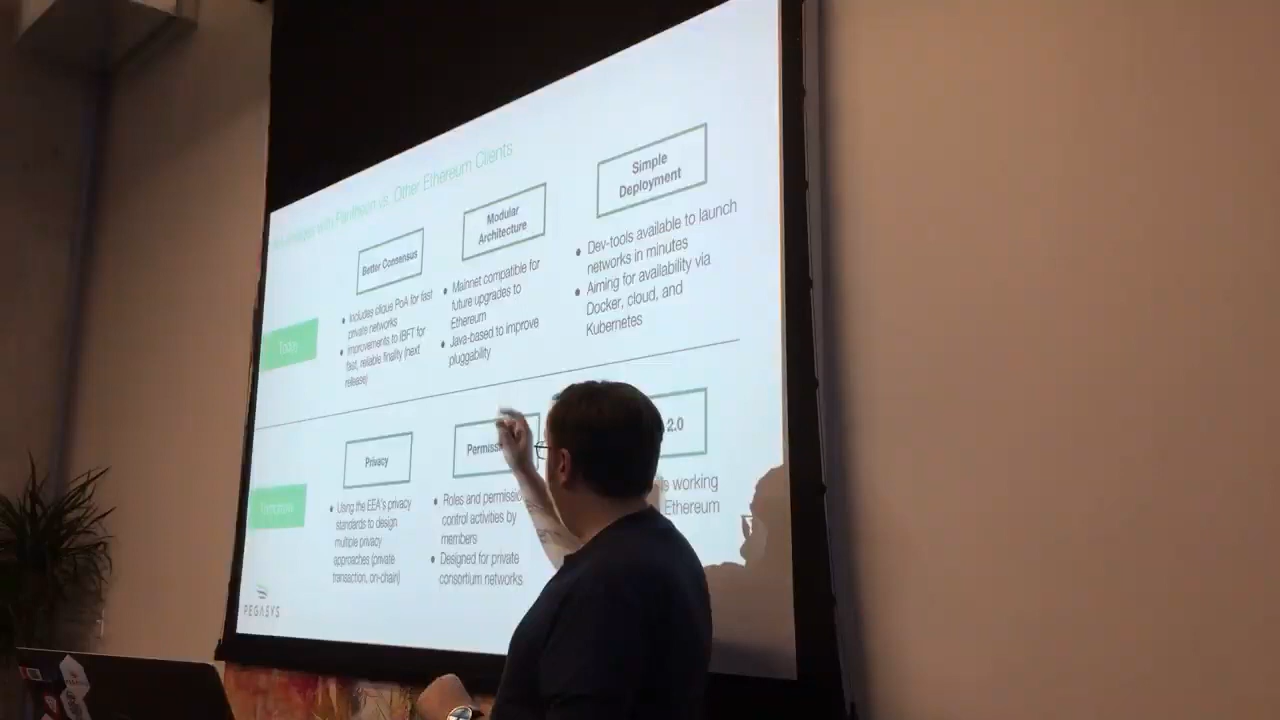 with Pantheon vs. Other Ethereum Clients
Today
Better Consensus
Includes clique PoA for fast
private networks
Improvements to IBFT for
fast, reliable finality (next
release)
Modular
Architecture
Mainnet compatible for
future upgrades to
Ethereum
Java-based to improve
pluggability
Simple
Deployment
Dev-tools available to launch
networks in minutes
Aiming for availability via
Docker, cloud, and
Kubernetes
Privacy
Using the EEA's privacy
standards to design
multiple privacy
approaches (private
transaction, on-chain)
Permissi
Roles and permissio
control activities by
members
Designed for private
consortium networks
2.0
is working
Ethereum
PEGASYS